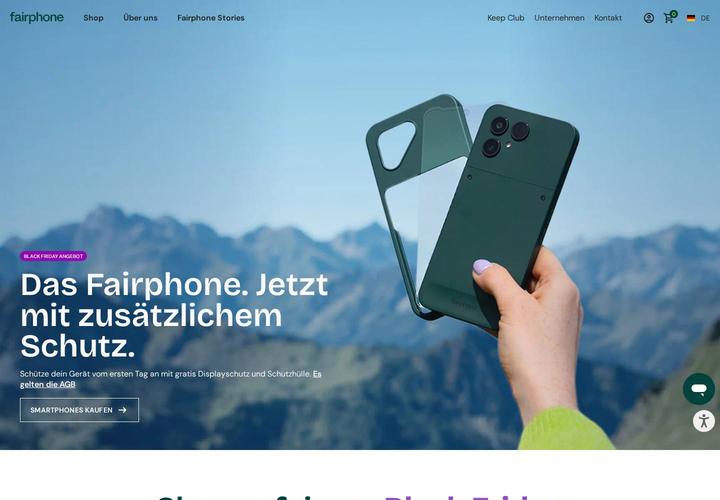 fairphone
Shop
Über uns
Fairphone Stories
Keep Club
Unternehmen
Kontakt
0
DE
BLACK FRIDAY ANGEBOT
Das Fairphone. Jetzt
mit zusätzlichem
Schutz.
Schütze dein Gerät vom ersten Tag an mit gratis Displayschutz und Schutzhülle. Es
gelten die AGB
SMARTPHONES KAUFEN